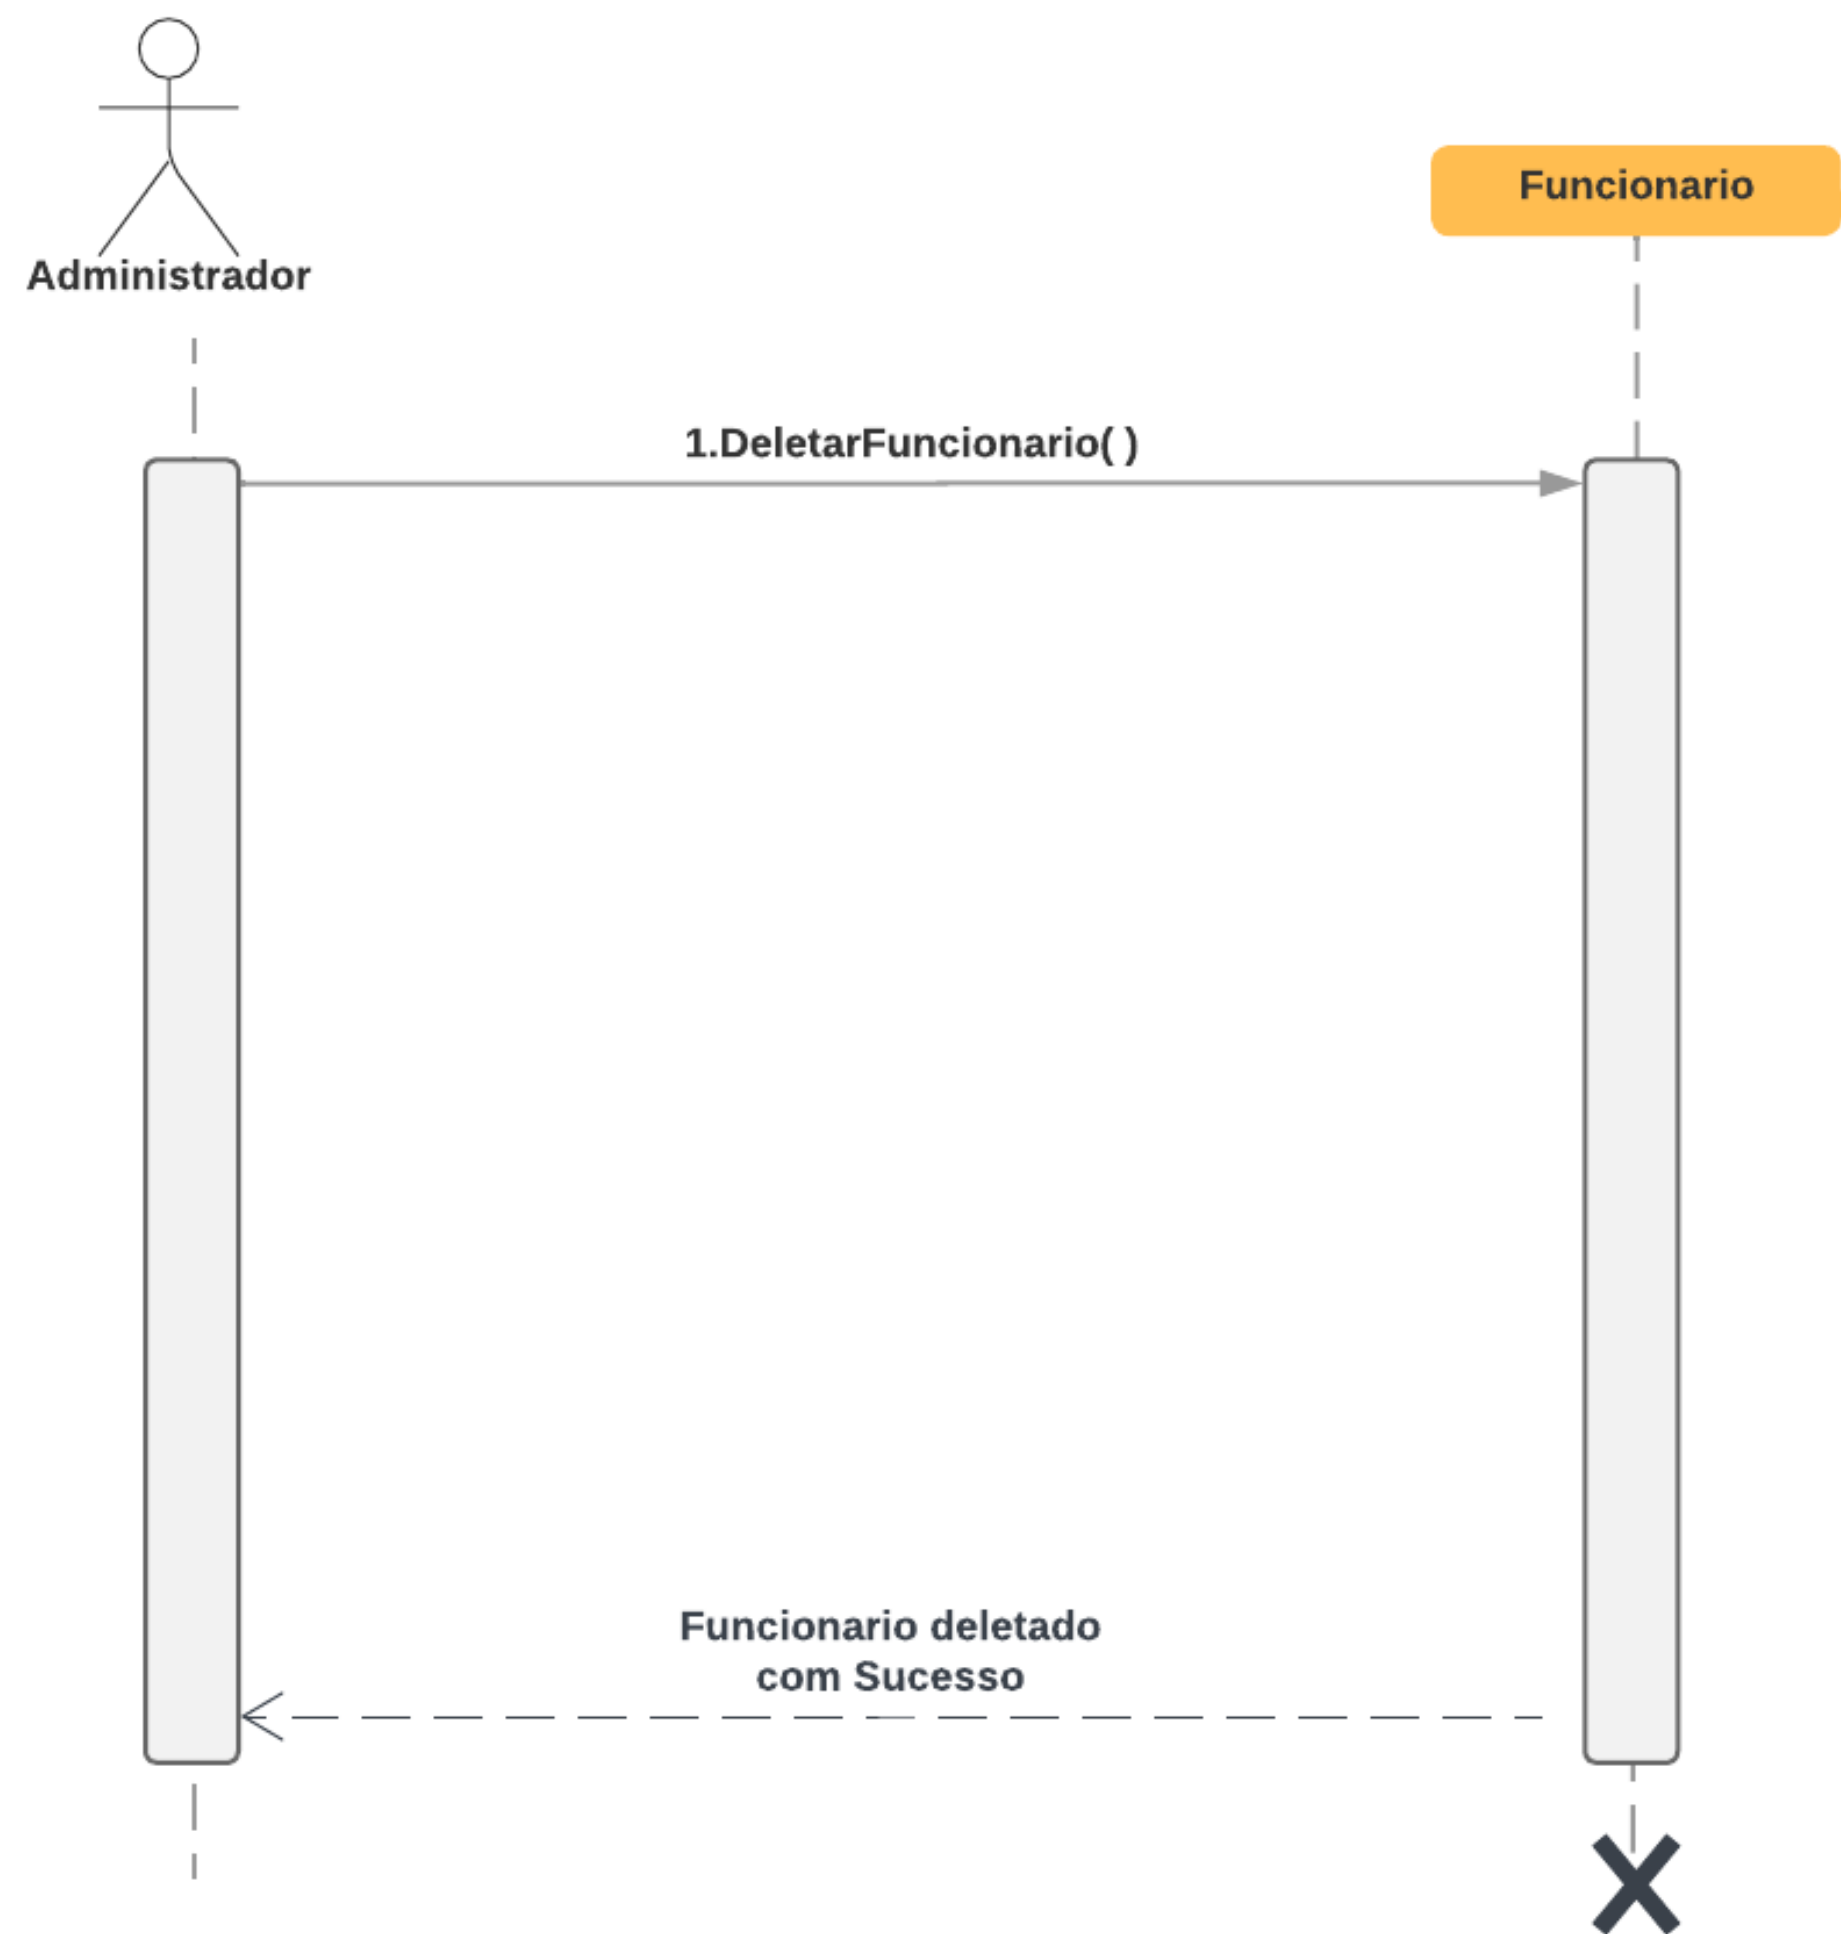 Funcionario
Administrador
1.DeletarFuncionario( )
Funcionario deletado
com Sucesso